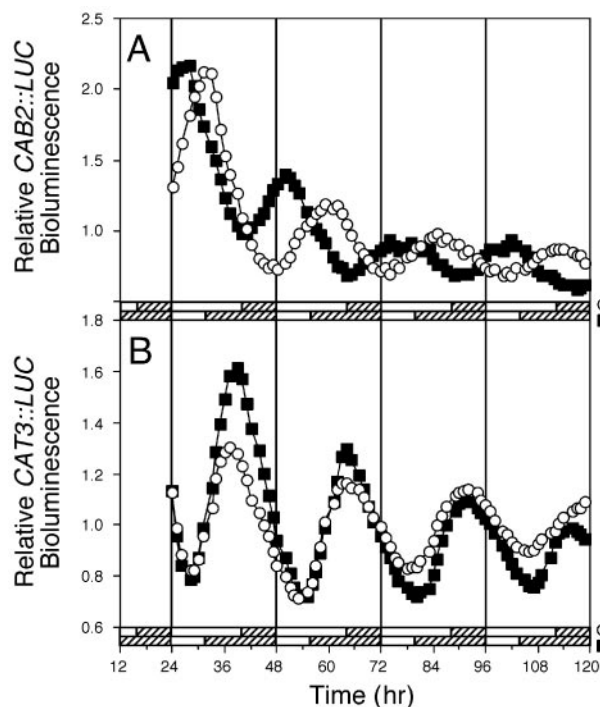 A
Relative CAB2::LUC
Bioluminescence
2.5
2.0
1.5
1.0
B
Relative CAT3::LUC
Bioluminescence
1.8
1.6
1.4
1.2
1.0
0.8
0.6
12 24 36 48 60 72 84 96 108 120
Time (hr)